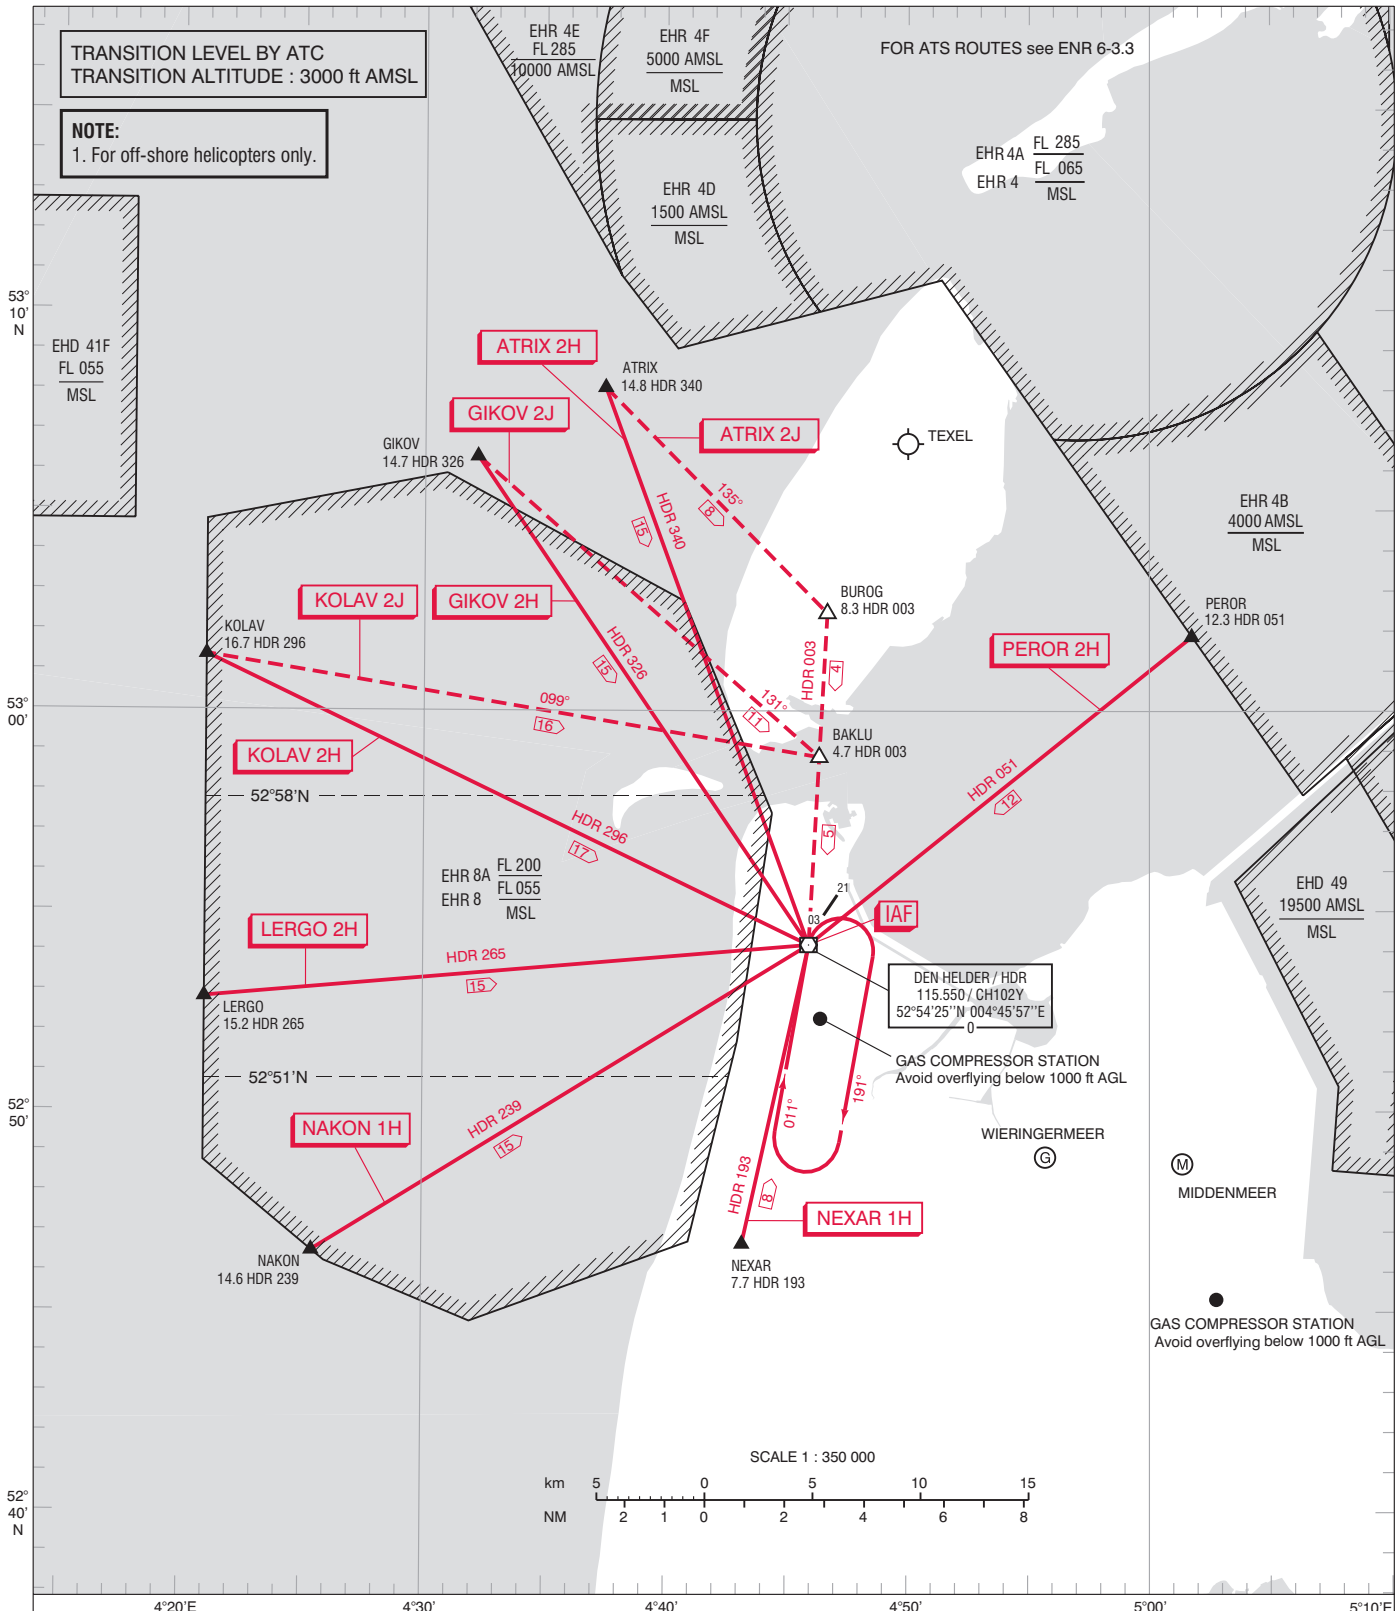 TRANSITION LEVEL BY ATC
TRANSITION ALTITUDE : 3000 ft AMSL
NOTE:
1. For off-shore helicopters only.
EHR 4E
FL 285
10000 AMSL
EHR 4F
5000 AMSL
MSL
FOR ATS ROUTES see ENR 6-3.3
EHR 4D
1500 AMSL
MSL
EHR 4A FL 285
FL 065
EHR 4
MSL
53°
10'
N
EHD 41F
FL 055
MSL
ATRIX 2H
ATRIX
14.8 HDR 340
GIKOV 2J
ATRIX 2J
GIKOV
14.7 HDR 326
TEXEL
135°
8
HDR 340
15
EHR 4B
4000 AMSL
MSL
KOLAV 2J
GIKOV 2H
BUROG
8.3 HDR 003
PEROR
12.3 HDR 051
KOLAV
16.7 HDR 296
HDR 326
15
HDR 003
4
PEROR 2H
099°
16
131°
11
53°
00'
BAKLU
4.7 HDR 003
KOLAV 2H
52°58'N
HDR 051
12
HDR 296
17
5
EHR 8A FL 200
FL 055
EHR 8
MSL
21
03
IAF
EHD 49
19500 AMSL
MSL
LERGO 2H
HDR 265
15
DEN HELDER / HDR
115.550 / CH102Y
52°54'25''N 004°45'57''E
0
LERGO
15.2 HDR 265
GAS COMPRESSOR STATION
Avoid overflying below 1000 ft AGL
52°51'N
011°
191°
52°
50'
NAKON 1H
HDR 239
15
WIERINGERMEER
G
M
MIDDENMEER
HDR 193
8
NEXAR 1H
NAKON
14.6 HDR 239
NEXAR
7.7 HDR 193
GAS COMPRESSOR STATION
Avoid overflying below 1000 ft AGL
SCALE 1 : 350 000
km 5 0 5 10 15
NM 2 1 0 2 4 6 8
52°
40'
N
4°20'E 4°30' 4°40' 4°50' 5°00' 5°10'E